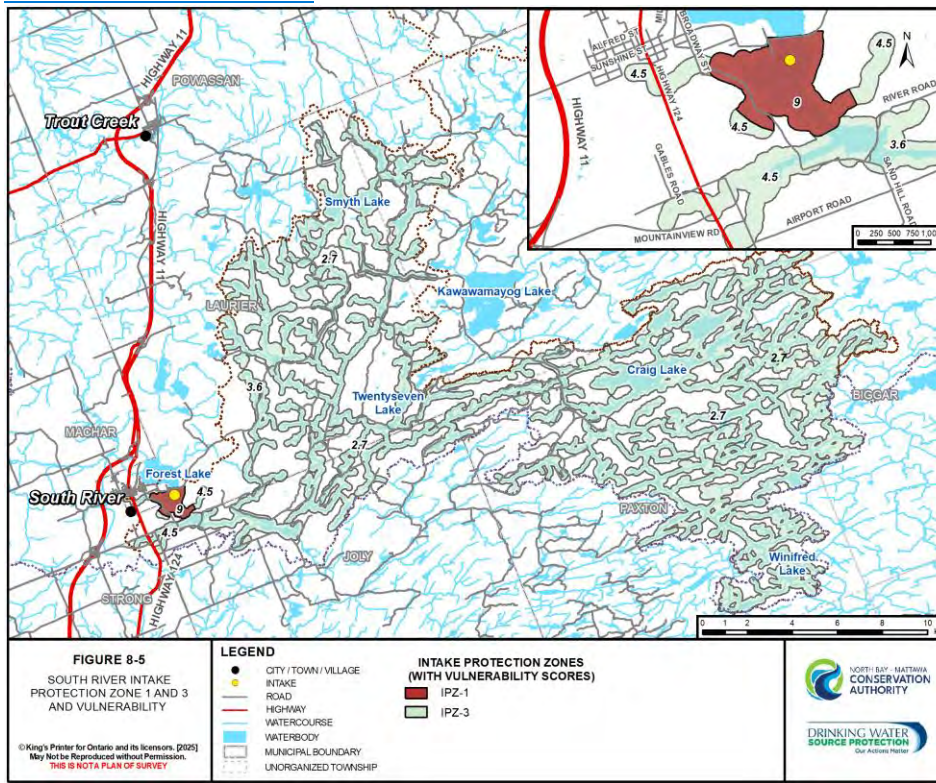 HIGHWAY 11
POWASSAN
Trout Creek
HIGHWAY 11
Smyth Lake
2.7
Kawawamayog Lake
LAURIER
3.6
Twentyseven
Lake
Craig Lake
2.7
2.7
2.7
BIGGAR
MACHAR
Forest Lake
4.5
South River
9
4.5
PAXTON
JOLY
Winifred
Lake
STRONG
HIGHWAY 124
ALFRED ST
SUNSHINE S
BROADWAY ST
4.5
HIGHWAY 124
HIGHWAY 11
4.5
N
9
RIVER ROAD
4.5
3.6
GABLES ROAD
4.5
SAND HILL ROAD
AIRPORT ROAD
MOUNTAINVIEW RD
0 250 500 750 1,00
0 1 2 4 6 8 10
FIGURE 8-5
SOUTH RIVER INTAKE
PROTECTION ZONE 1 AND 3
AND VULNERABILITY
©King's Printer for Ontario and its licensors. [2025]
May Not be Reproduced without Permission.
THIS IS NOT A PLAN OF SURVEY
LEGEND
CITY / TOWN / VILLAGE
INTAKE
ROAD
HIGHWAY
WATERCOURSE
WATERBODY
MUNICIPAL BOUNDARY
UNORGANIZED TOWNSHIP
INTAKE PROTECTION ZONES
(WITH VULNERABILITY SCORES)
IPZ-1
IPZ-3
NORTH BAY - MATTAWA
CONSERVATION
AUTHORITY
DRINKING WATER
SOURCE PROTECTION
Our Actions Matter